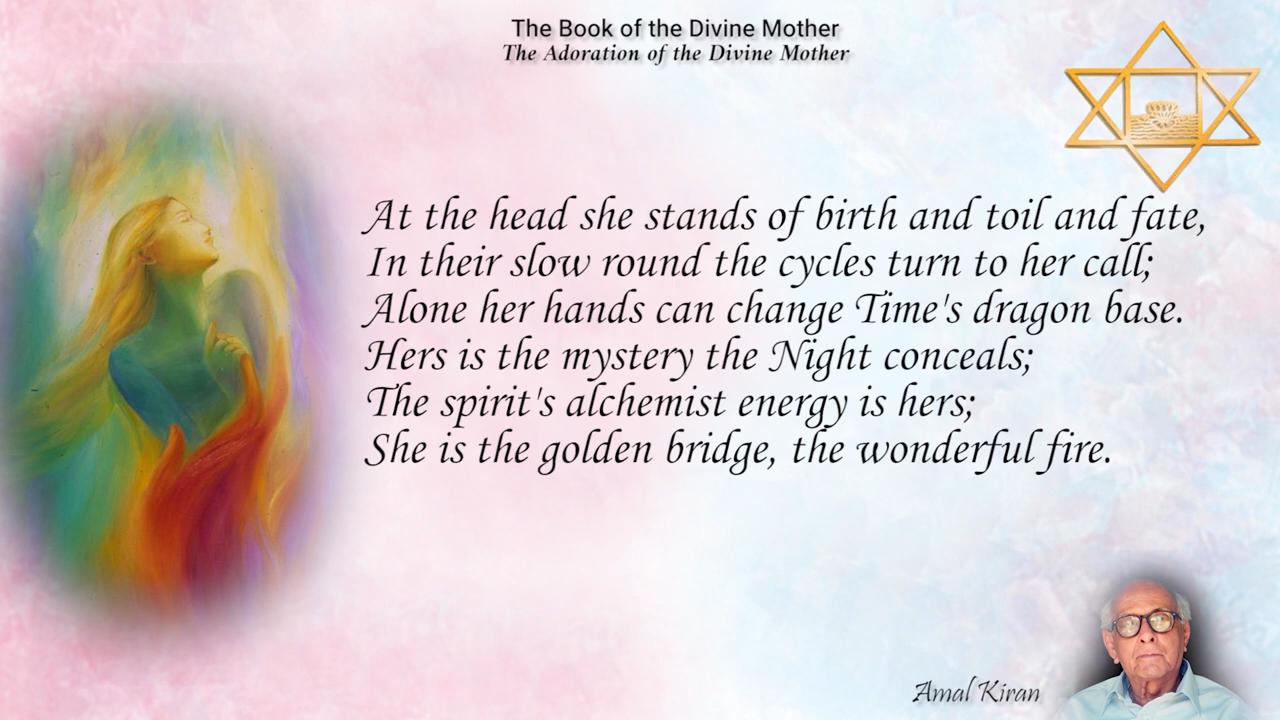 The Book of the Divine Mother
The Adoration of the Divine Mother
At the head she stands of birth and toil and fate,
In their slow round the cycles turn to her call;
Alone her hands can change Time's dragon base.
Hers is the mystery the Night conceals;
The spirit's alchemist energy is hers;
She is the golden bridge, the wonderful fire.
Amal Kiran